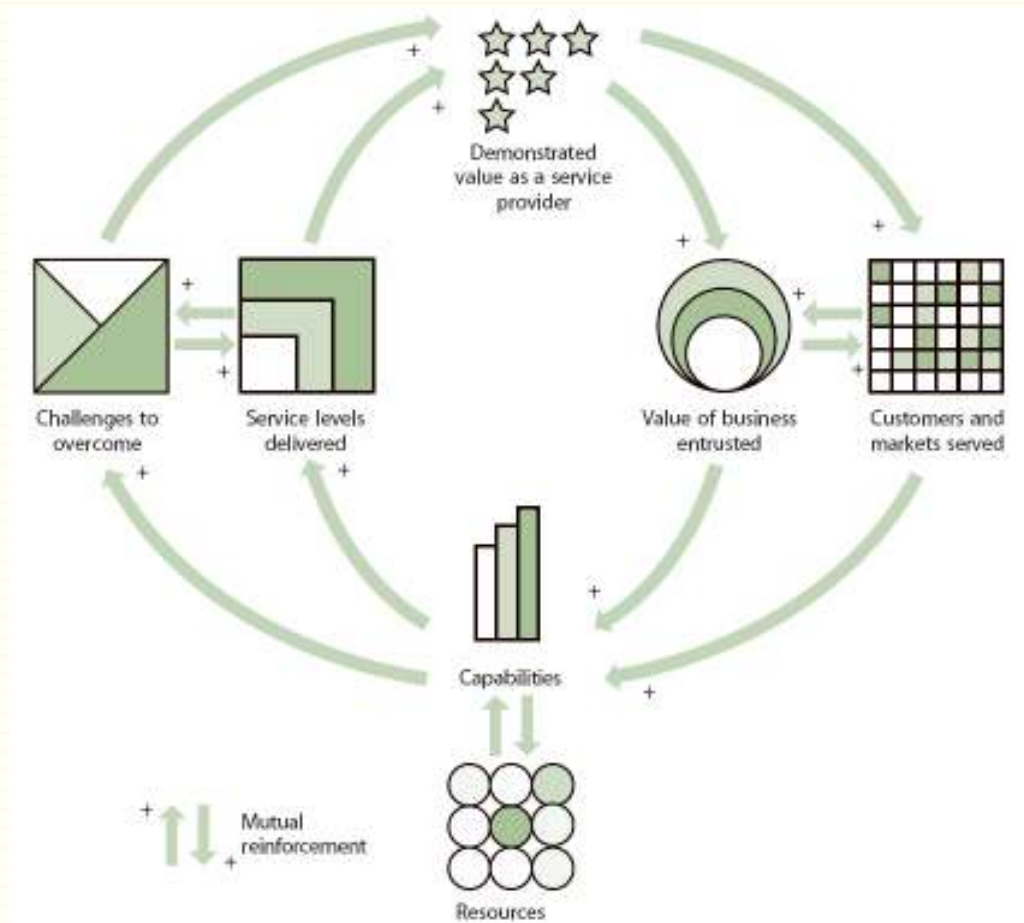 +
+
Demonstrated
value as a service
provider
+
+
+
+
+
+
Challenges to
overcome
Service levels
delivered
Value of business
entrusted
Customers and
markets served
+
+
+
Capabilities
+
+
Mutual
reinforcement
+
Resources